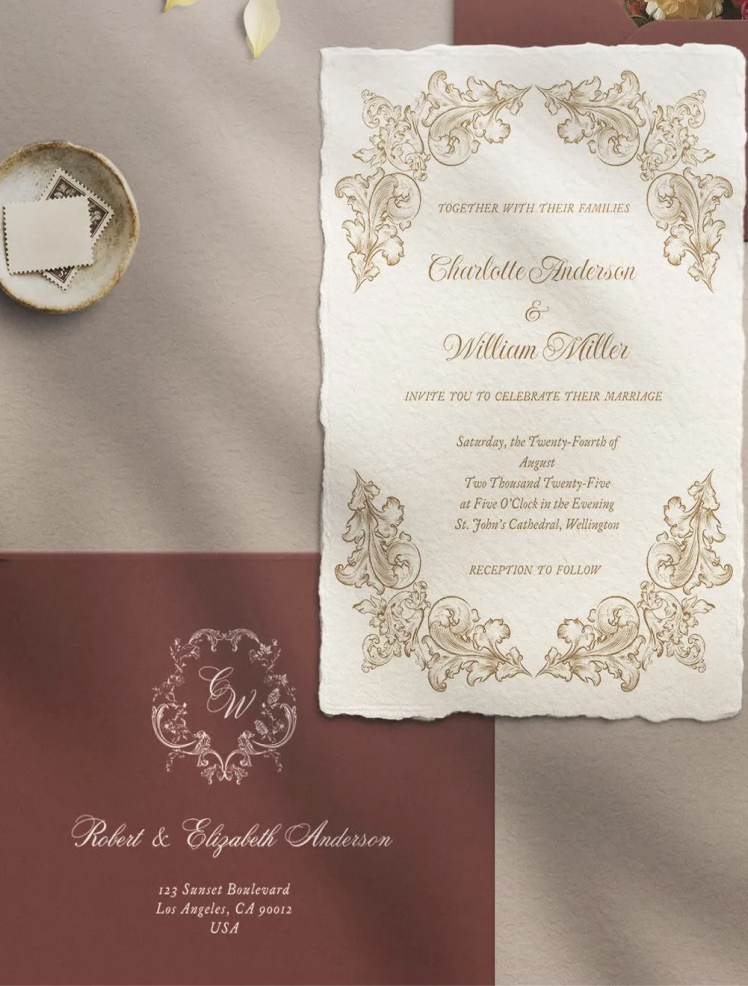 TOGETHER WITH THEIR FAMILIES
Charlotte Anderson
&
William Miller
INVITE YOU TO CELEBRATE THEIR MARRIAGE
Saturday, the Twenty-Fourth of
August
Two Thousand Twenty-Five
at Five O'Clock in the Evening
St. John's Cathedral, Wellington
RECEPTION TO FOLLOW
CW
Robert & Elizabeth Anderson
123 Sunset Boulevard
Los Angeles, CA 90012
USA